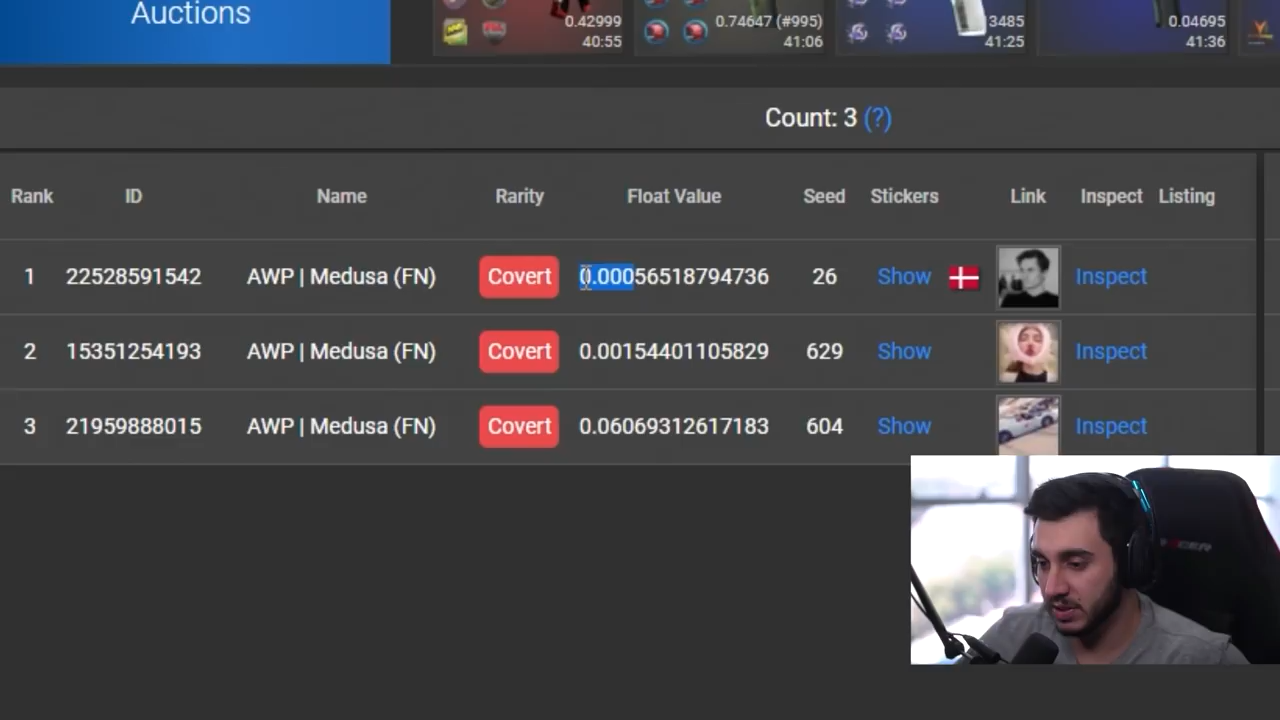 Auctions
0.42999
40:55
0.74647 (#995)
41:06
3485
41:25
0.04695
41:36
Count: 3 (?)
Rank ID Name Rarity Float Value Seed Stickers Link Inspect Listing
1 22528591542 AWP | Medusa (FN) Covert 0.00056518794736 26 Show Inspect
2 15351254193 AWP | Medusa (FN) Covert 0.00154401105829 629 Show Inspect
3 21959888015 AWP | Medusa (FN) Covert 0.06069312617183 604 Show Inspect